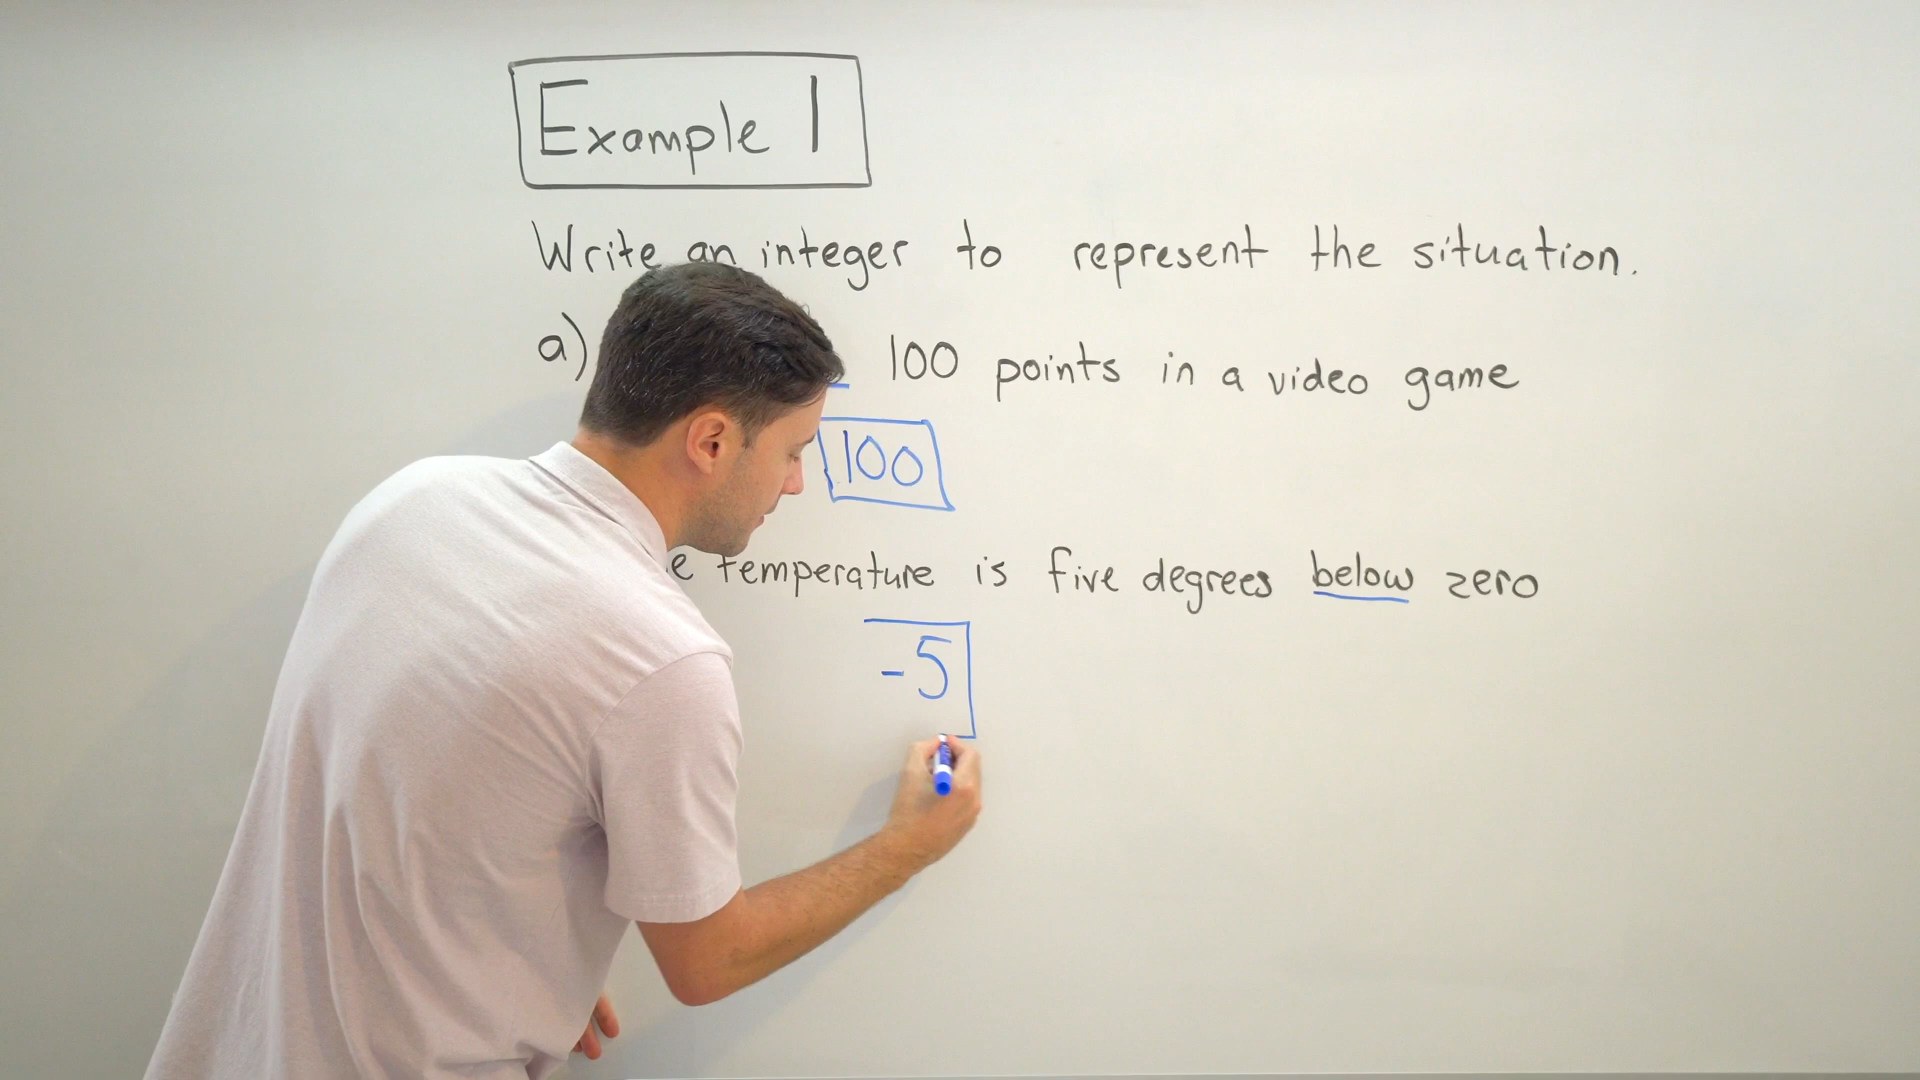 Example 1
Write an integer to represent the situation.
a) 100 points in a video game
100
temperature is five degrees below zero
-5